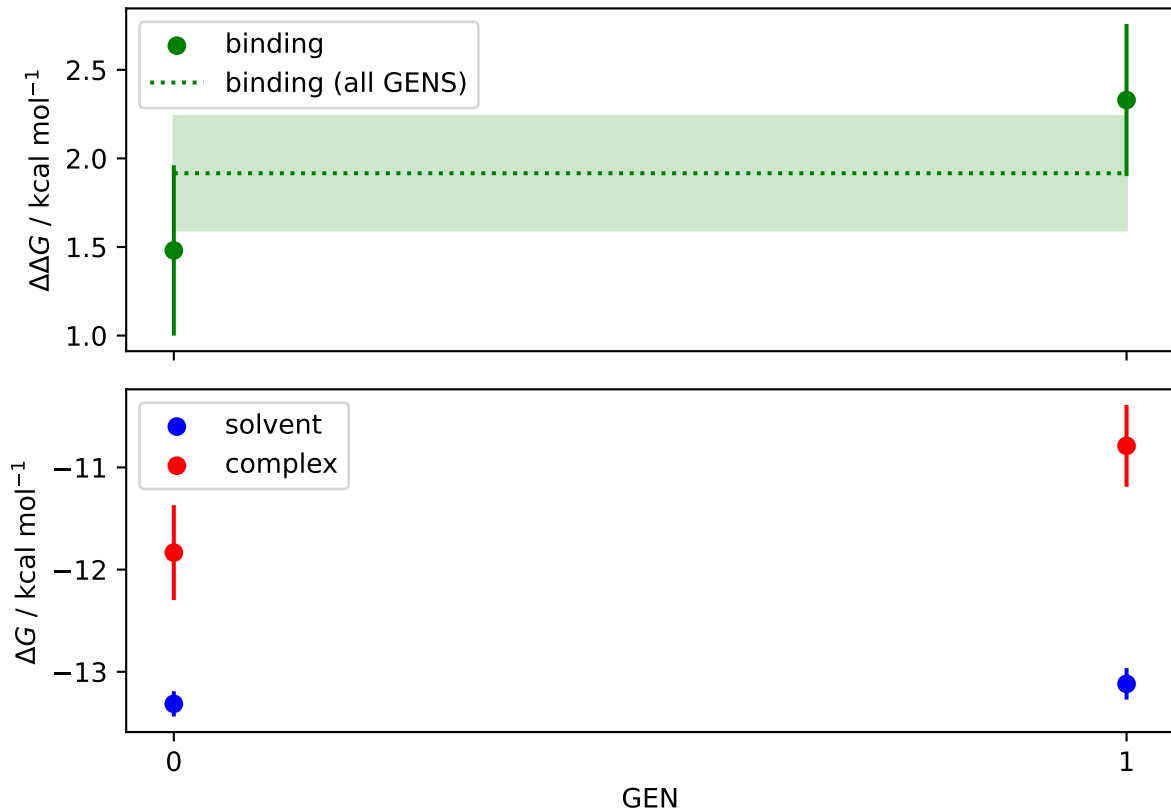 binding
binding (all GENS)
2.5
2.0
1.5
1.0
ΔΔG / kcal mol⁻¹
solvent
complex
−11
−12
−13
ΔG / kcal mol⁻¹
0 1
GEN